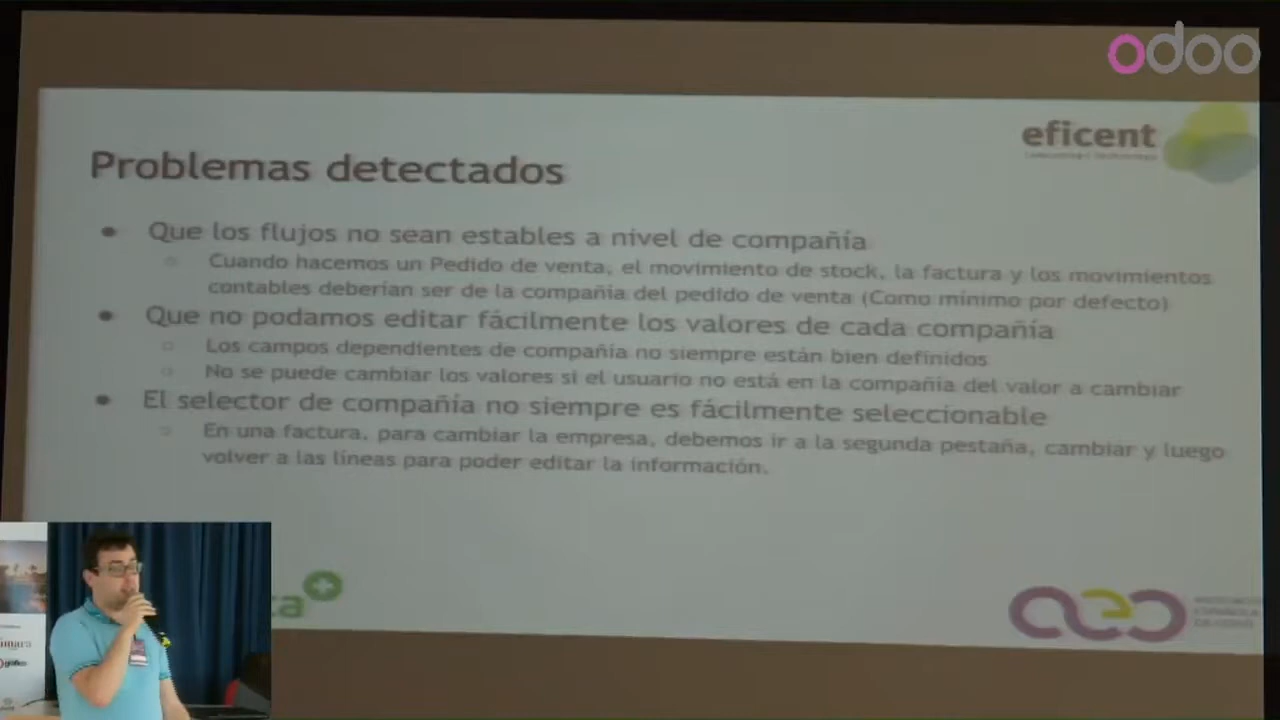 odoo
eficent
Problemas detectados
Que los flujos no sean estables a nivel de compañía
Cuando hacemos un Pedido de venta, el movimiento de stock, la factura y los movimientos
contables deberían ser de la compañía del pedido de venta (Como mínimo por defecto)
Que no podamos editar fácilmente los valores de cada compañía
Los campos dependientes de compañía no siempre están bien definidos
No se puede cambiar los valores si el usuario no está en la compañía del valor a cambiar
El selector de compañía no siempre es fácilmente seleccionable
En una factura, para cambiar la empresa, debemos ir a la segunda pestaña, cambiar y luego
volver a las líneas para poder editar la información.
aeo